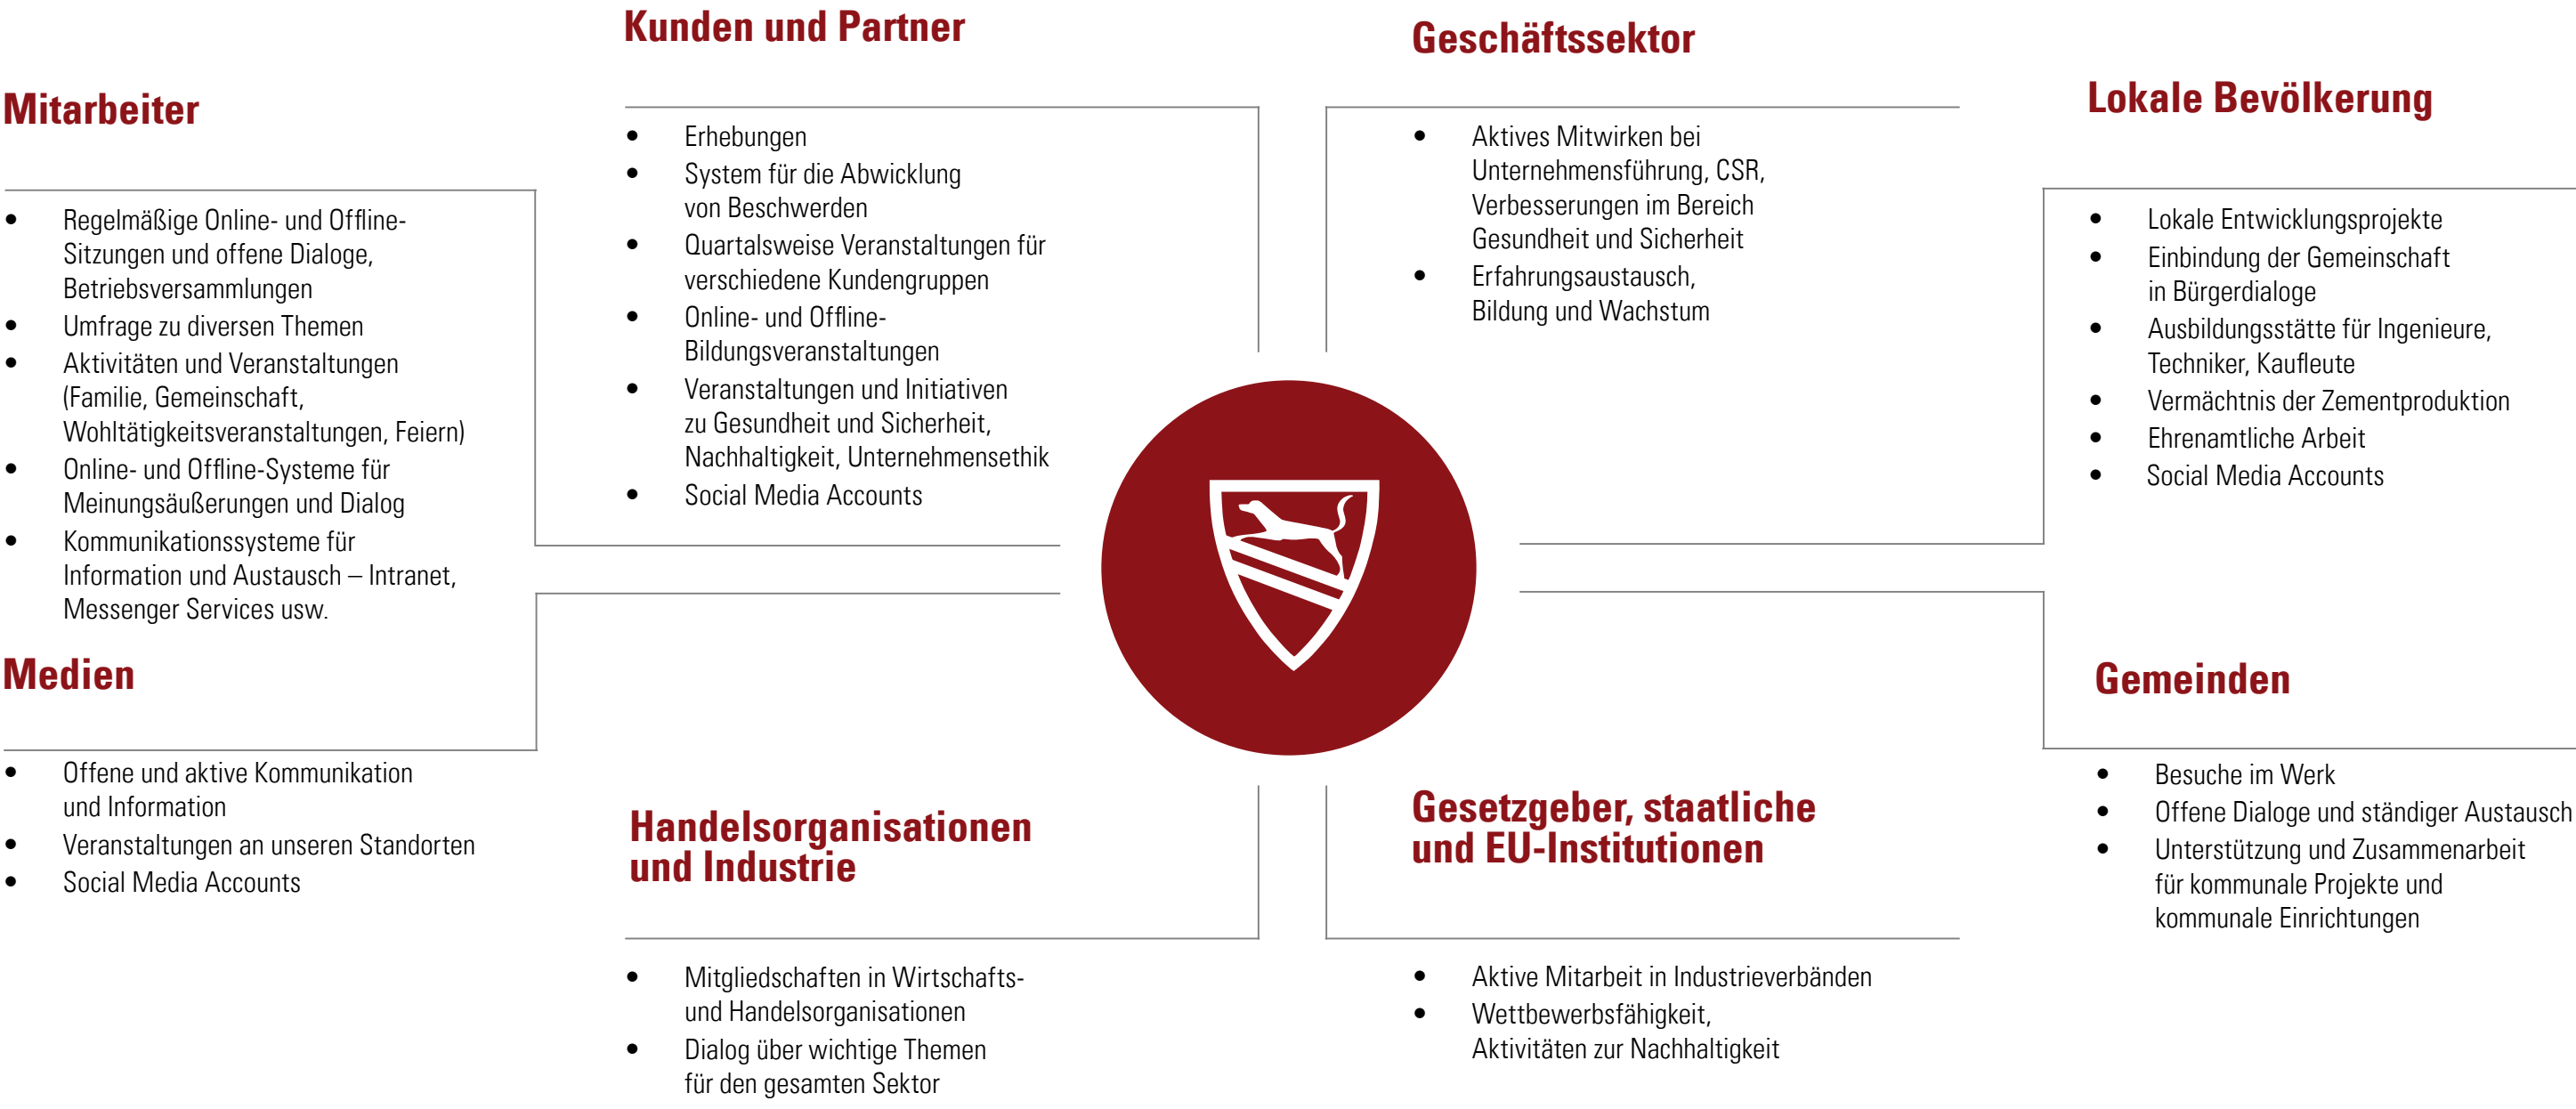 Mitarbeiter
• Regelmäßige Online- und Offline-
Sitzungen und offene Dialoge,
Betriebsversammlungen
• Umfrage zu diversen Themen
• Aktivitäten und Veranstaltungen
(Familie, Gemeinschaft,
Wohltätigkeitsveranstaltungen, Feiern)
• Online- und Offline-Systeme für
Meinungsäußerungen und Dialog
• Kommunikationssysteme für
Information und Austausch – Intranet,
Messenger Services usw.
Kunden und Partner
• Erhebungen
• System für die Abwicklung
von Beschwerden
• Quartalsweise Veranstaltungen für
verschiedene Kundengruppen
• Online- und Offline-
Bildungsveranstaltungen
• Veranstaltungen und Initiativen
zu Gesundheit und Sicherheit,
Nachhaltigkeit, Unternehmensethik
• Social Media Accounts
Geschäftssektor
• Aktives Mitwirken bei
Unternehmensführung, CSR,
Verbesserungen im Bereich
Gesundheit und Sicherheit
• Erfahrungsaustausch,
Bildung und Wachstum
Lokale Bevölkerung
• Lokale Entwicklungsprojekte
• Einbindung der Gemeinschaft
in Bürgerdialoge
• Ausbildungsstätte für Ingenieure,
Techniker, Kaufleute
• Vermächtnis der Zementproduktion
• Ehrenamtliche Arbeit
• Social Media Accounts
Medien
• Offene und aktive Kommunikation
und Information
• Veranstaltungen an unseren Standorten
• Social Media Accounts
Handelsorganisationen
und Industrie
• Mitgliedschaften in Wirtschafts-
und Handelsorganisationen
• Dialog über wichtige Themen
für den gesamten Sektor
Gesetzgeber, staatliche
und EU-Institutionen
• Aktive Mitarbeit in Industrieverbänden
• Wettbewerbsfähigkeit,
Aktivitäten zur Nachhaltigkeit
Gemeinden
• Besuche im Werk
• Offene Dialoge und ständiger Austausch
• Unterstützung und Zusammenarbeit
für kommunale Projekte und
kommunale Einrichtungen